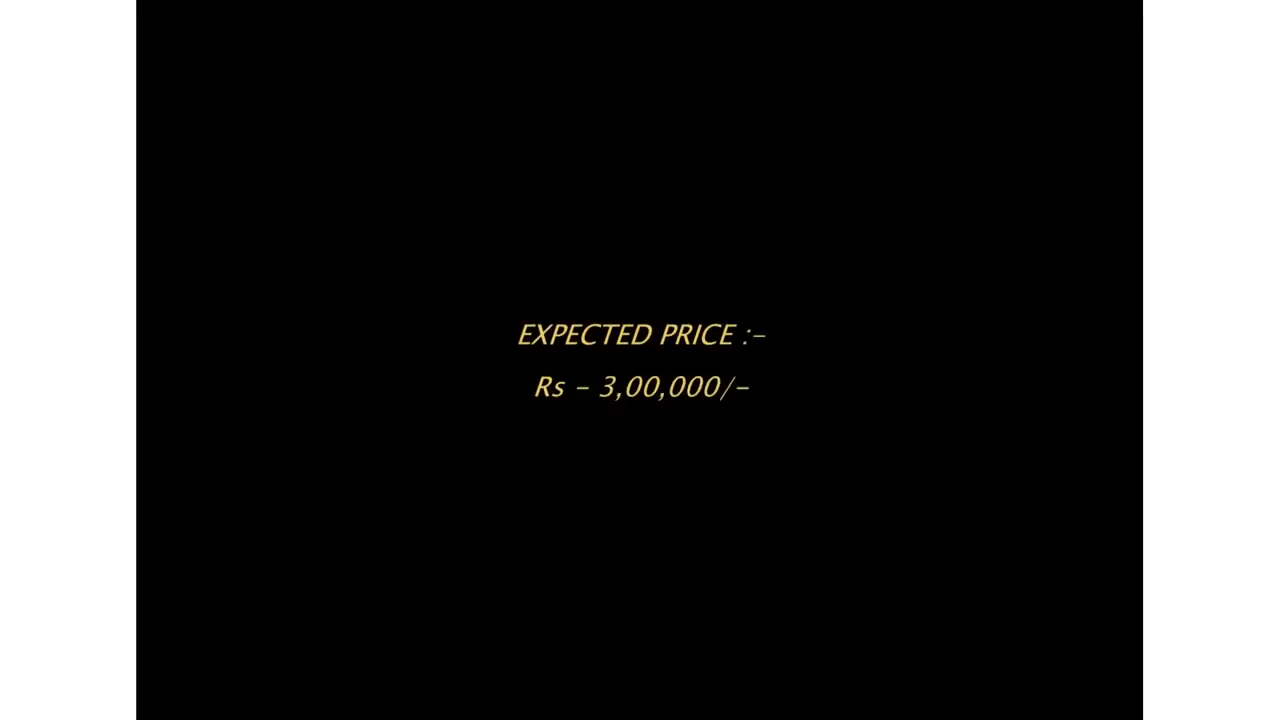 EXPECTED PRICE :-
Rs - 3,00,000/-